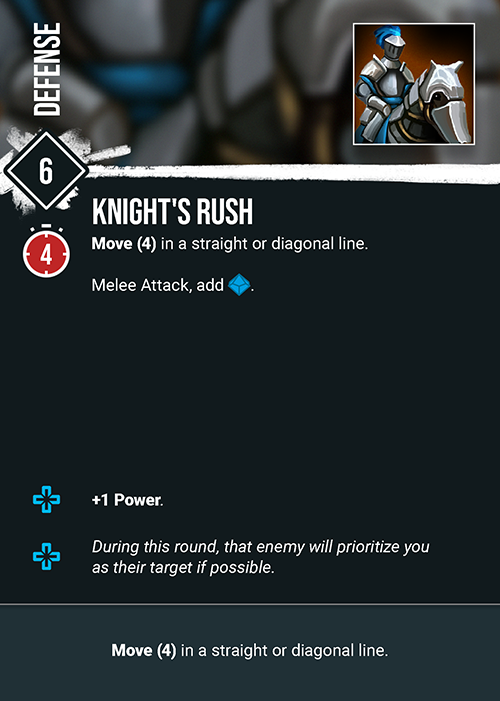 DEFENSE
6
KNIGHT'S RUSH
4
Move (4) in a straight or diagonal line.
Melee Attack, add .
+1 Power.
During this round, that enemy will prioritize you
as their target if possible.
Move (4) in a straight or diagonal line.